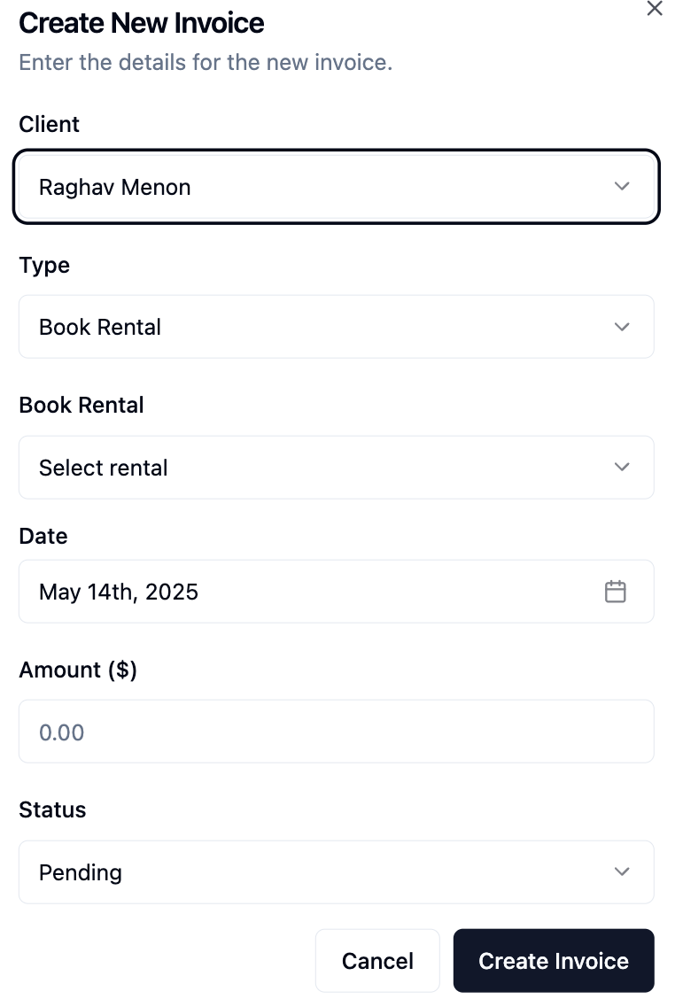 Create New Invoice
Enter the details for the new invoice.
Client
Raghav Menon
Type
Book Rental
Book Rental
Select rental
Date
May 14th, 2025
Amount ($)
0.00
Status
Pending
Cancel
Create Invoice